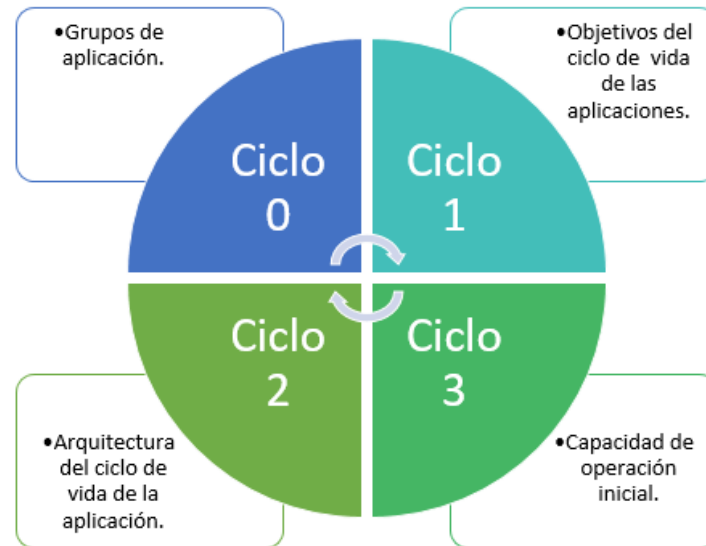 •Grupos de
aplicación.
•Objetivos del
ciclo de vida
de las
aplicaciones.
Ciclo
0
Ciclo
1
Ciclo
2
Ciclo
3
•Arquitectura
del ciclo de
vida de la
aplicación.
•Capacidad de
operación
inicial.